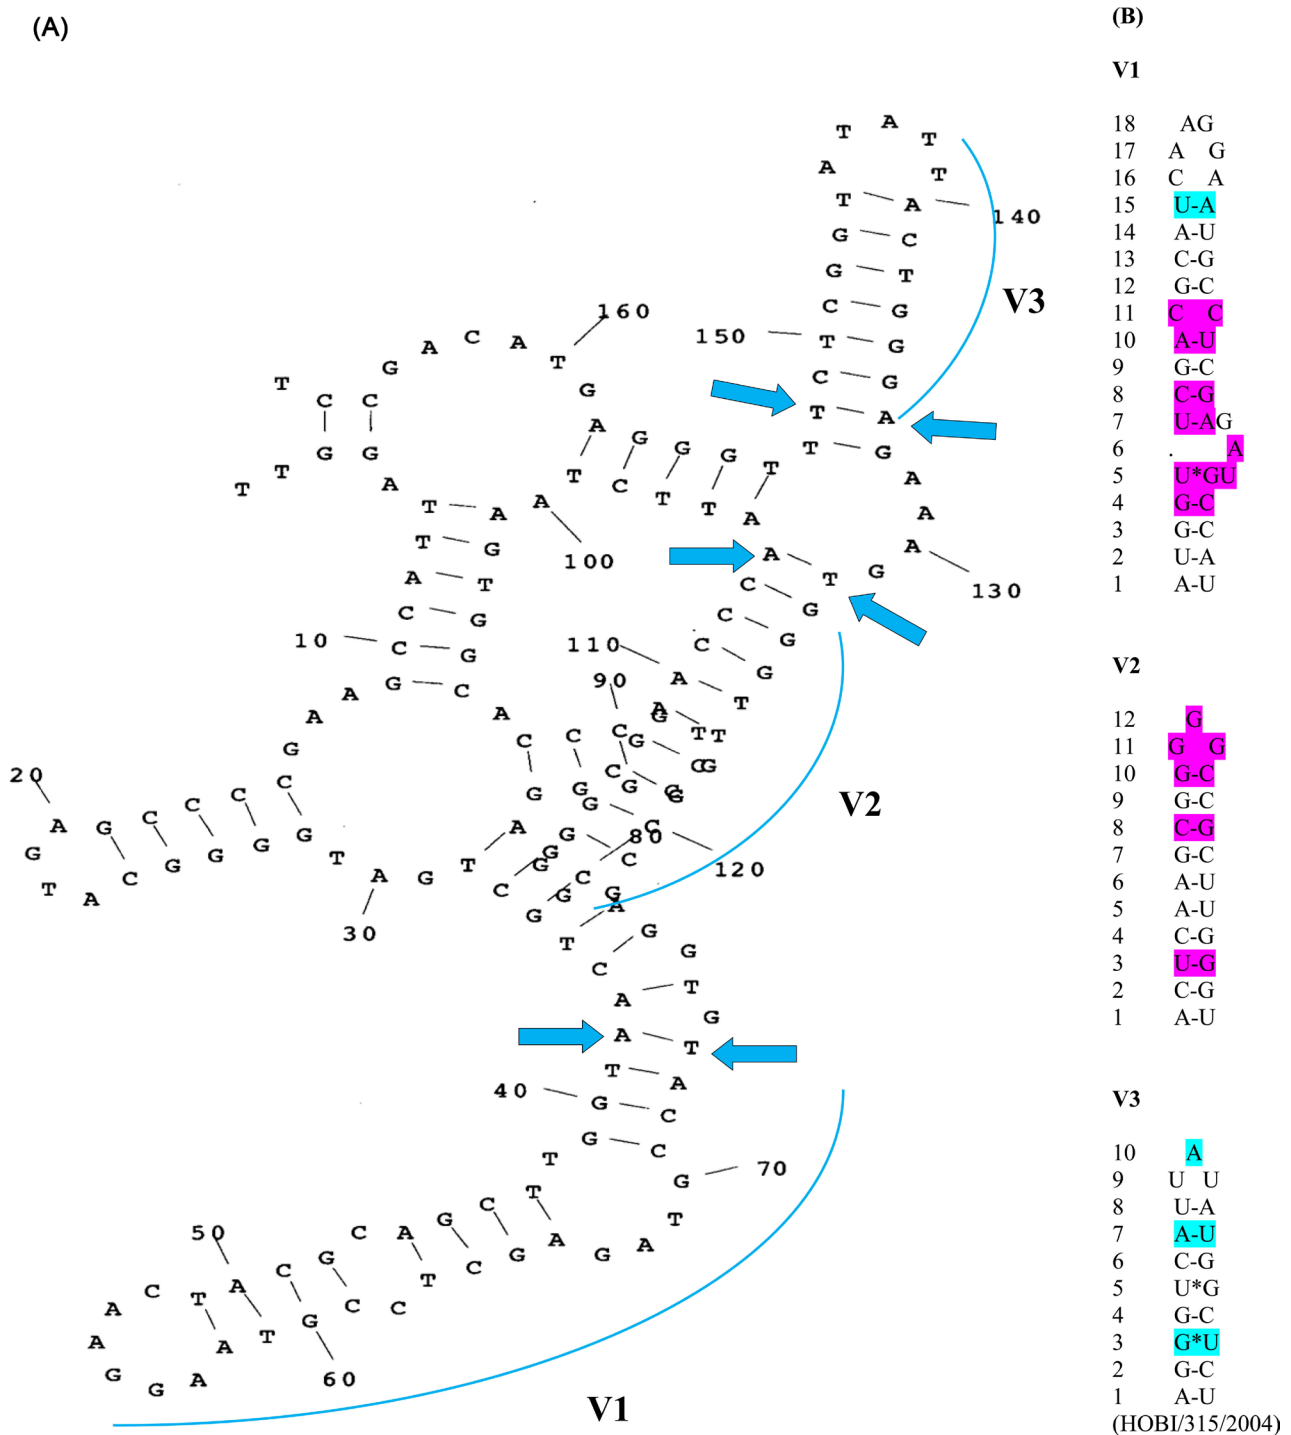 (A)
T A T T
A
T A 140
G C
G T
C G
150 T G
C G
T A
T G
V3
160
G A C A T
G
A G G G T
T C C
T G G
T
A T C T T A
A
100
A A A G T
130
T A
T G
A T
C G
10 C G
G C
A A G C C C C G A
20
G T A C G G G G T A G T C
30
A C G A
110
90
A C C C A
T G G G T
V2
80
120
C T G C
A G G T G T
A A T G G T T
40
C G A C G C A T C A A G G A
50
A T G C C T C G A G A T G C C A T
60
70
V1
(B)
V1
18 AG
17 A G
16 C A
15 U-A
14 A-U
13 C-G
12 G-C
11 C C
10 A-U
9 G-C
8 C-G
7 U-AG
6 . A
5 U*GU
4 G-C
3 G-C
2 U-A
1 A-U
V2
12 G
11 G G
10 G-C
9 G-C
8 C-G
7 G-C
6 A-U
5 A-U
4 C-G
3 U-G
2 C-G
1 A-U
V3
10 A
9 U U
8 U-A
7 A-U
6 C-G
5 U*G
4 G-C
3 G*U
2 G-C
1 A-U
(HOBI/315/2004)